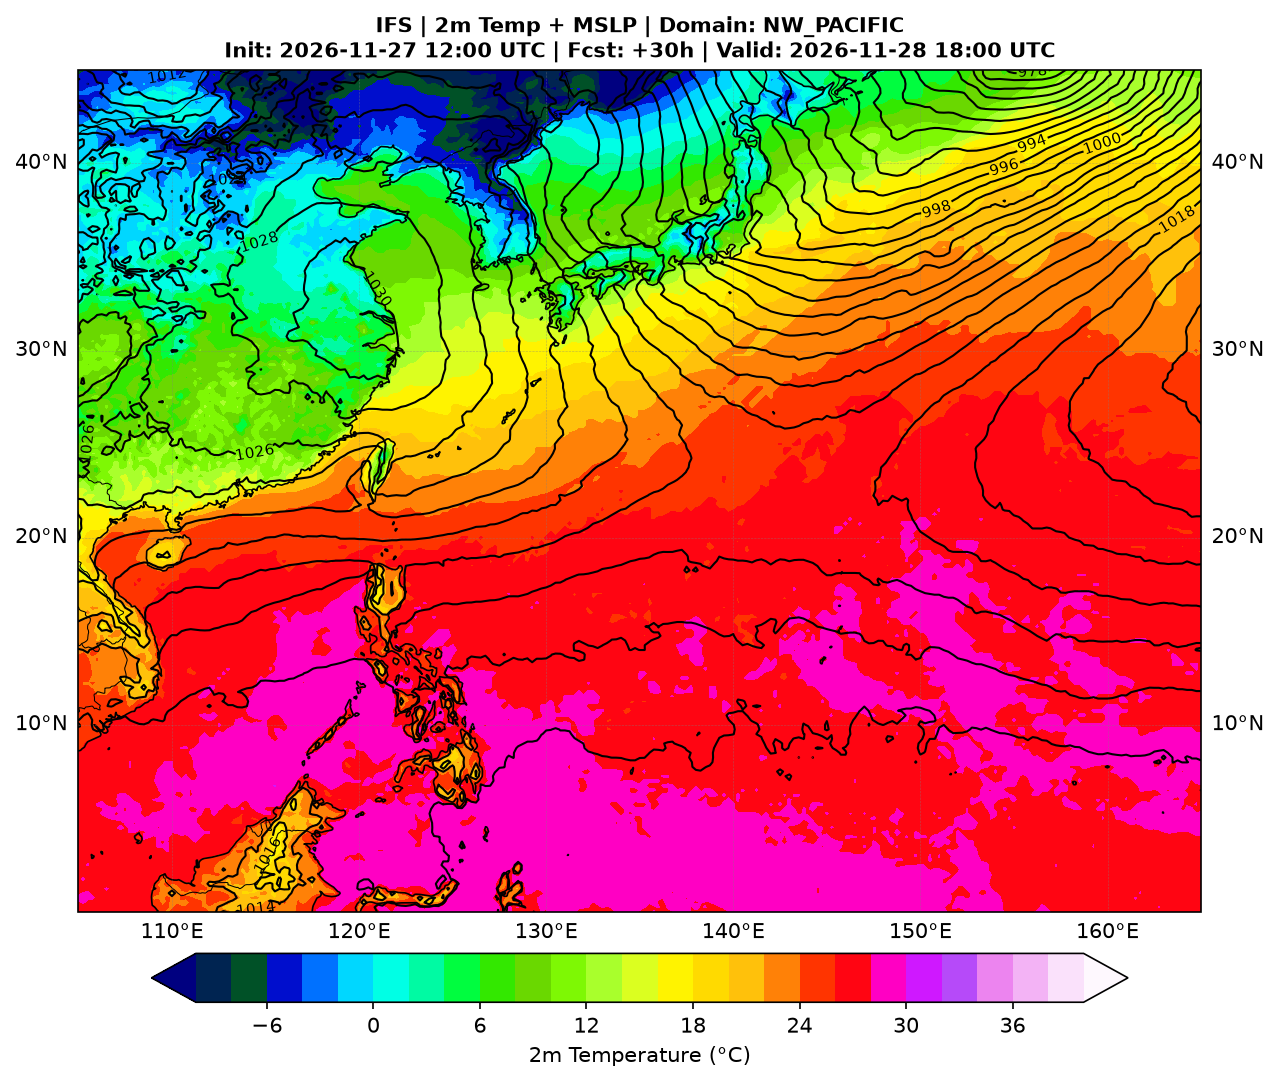 IFS | 2m Temp + MSLP | Domain: NW_PACIFIC
Init: 2026-11-27 12:00 UTC | Fcst: +30h | Valid: 2026-11-28 18:00 UTC
1012
978
994
1000
996
998
1018
1028
1030
1026
1026
1016
1014
40°N
40°N
30°N
30°N
20°N
20°N
10°N
10°N
110°E
120°E
130°E
140°E
150°E
160°E
−6
0
6
12
18
24
30
36
2m Temperature (°C)